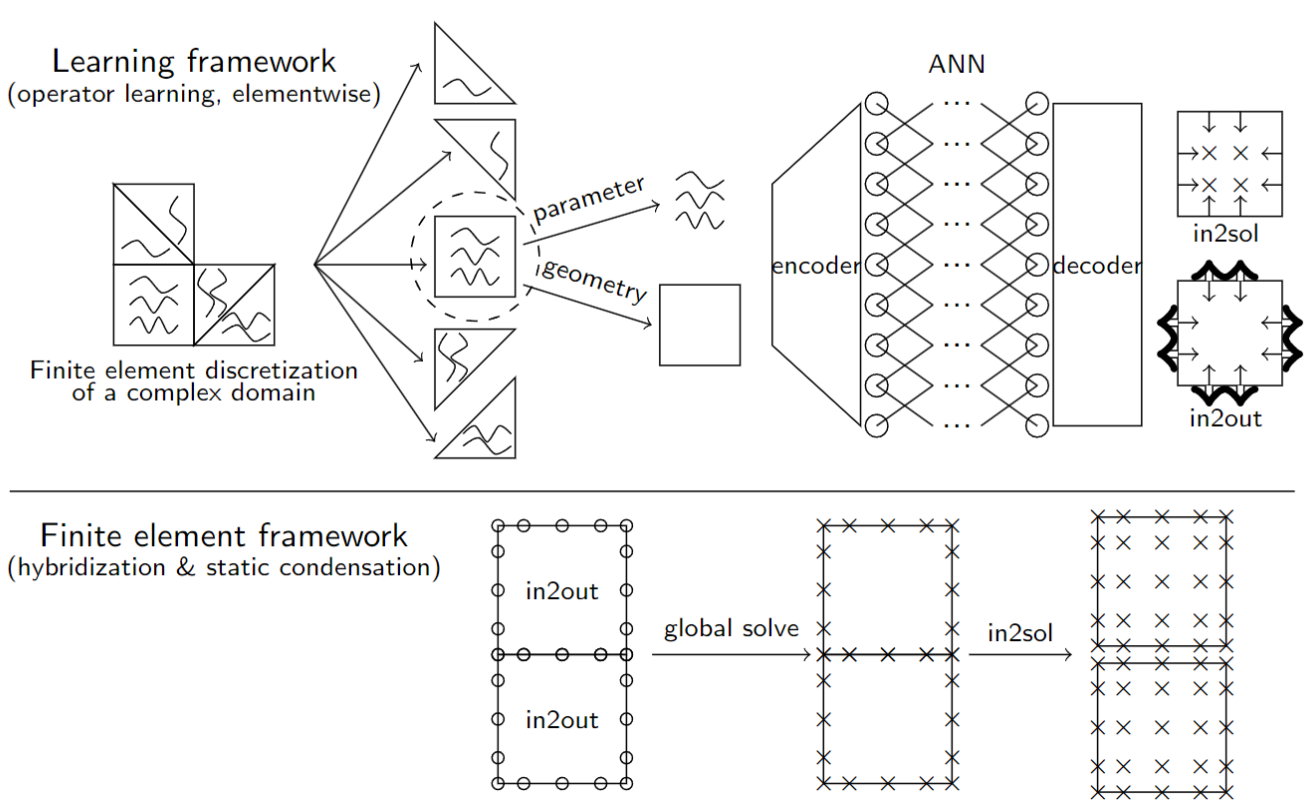 Learning framework
(operator learning, elementwise)
Finite element discretization
of a complex domain
parameter
geometry
ANN
encoder
decoder
in2sol
in2out
Finite element framework
(hybridization & static condensation)
in2out
in2out
global solve
in2sol